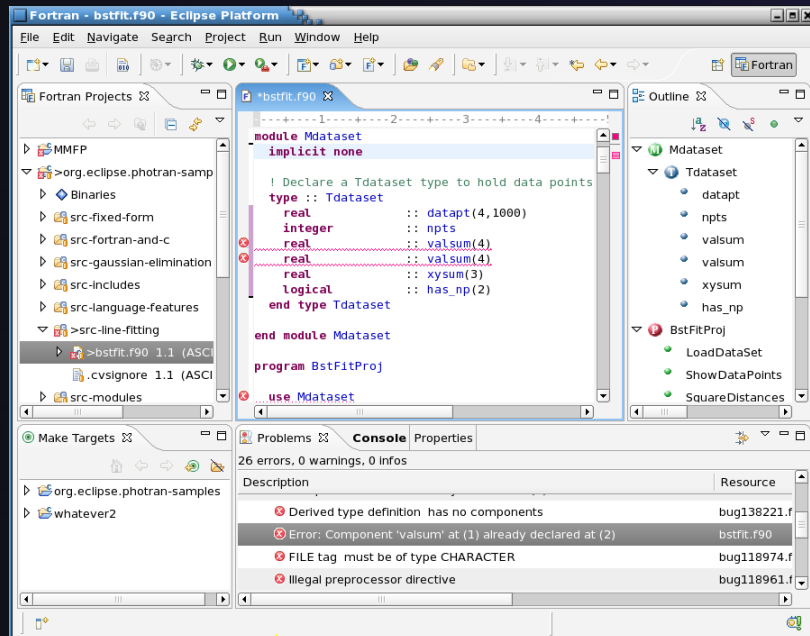 Fortran - bstfit.f90 - Eclipse Platform
File Edit Navigate Search Project Run Window Help
Fortran
Fortran Projects
MMFP
>org.eclipse.photran-samp
Binaries
src-fixed-form
src-fortran-and-c
src-gaussian-elimination
src-includes
src-language-features
>src-line-fitting
>bstfit.f90 1.1 (ASCI
.cvsignore 1.1 (ASCI
src-modules
*bstfit.f90
----+----1----+----2----+----3----+----4----+----5
module Mdataset
implicit none
! Declare a Tdataset type to hold data points
type :: Tdataset
real :: datapt(4,1000)
integer :: npts
real :: valsum(4)
real :: valsum(4)
real :: xysum(3)
logical :: has_np(2)
end type Tdataset
end module Mdataset
program BstFitProj
use Mdataset
Outline
Mdataset
Tdataset
datapt
npts
valsum
valsum
xysum
has_np
BstFitProj
LoadDataSet
ShowDataPoints
SquareDistances
Make Targets
org.eclipse.photran-samples
whatever2
Problems Console Properties
26 errors, 0 warnings, 0 infos
Description Resource
Derived type definition has no components bug138221.f
Error: Component 'valsum' at (1) already declared at (2) bstfit.f90
FILE tag must be of type CHARACTER bug118974.f
Illegal preprocessor directive bug118961.f